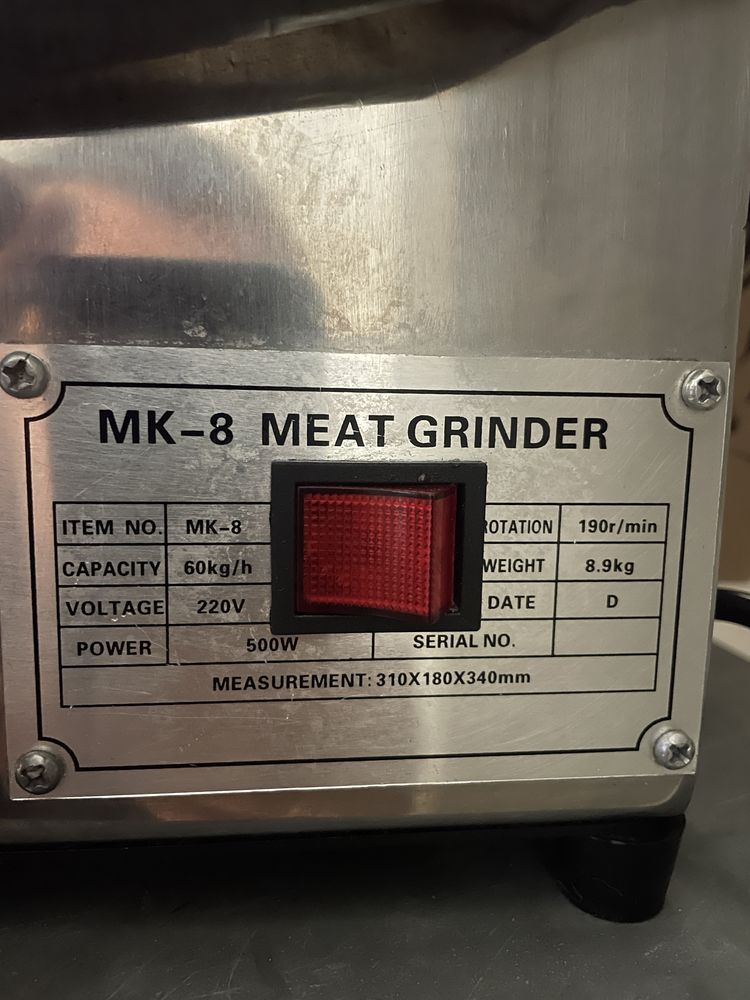 MK-8 MEAT GRINDER
ITEM NO. MK-8 ROTATION 190r/min
CAPACITY 60kg/h WEIGHT 8.9kg
VOLTAGE 220V DATE D
POWER 500W SERIAL NO.
MEASUREMENT: 310X180X340mm